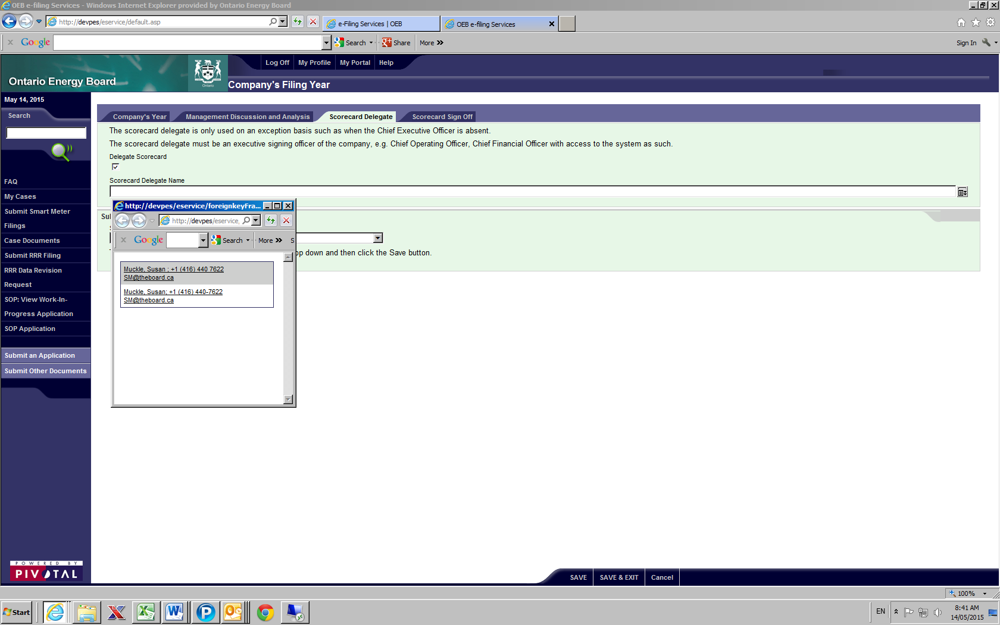 OEB e-filing Services - Windows Internet Explorer provided by Ontario Energy Board
http://devpes/eservice/default.asp
e-Filing Services | OEB
OEB e-filing Services
Google
Search
Share
More
Sign In
Ontario Energy Board
Ontario
Log Off
My Profile
My Portal
Help
Company's Filing Year
May 14, 2015
Search
FAQ
My Cases
Submit Smart Meter
Filings
Case Documents
Submit RRR Filing
RRR Data Revision
Request
SOP: View Work-In-
Progress Application
SOP Application
Submit an Application
Submit Other Documents
POWERED BY
PIVOTAL
Company's Year
Management Discussion and Analysis
Scorecard Delegate
Scorecard Sign Off
The scorecard delegate is only used on an exception basis such as when the Chief Executive Officer is absent.
The scorecard delegate must be an executive signing officer of the company, e.g. Chief Operating Officer, Chief Financial Officer with access to the system as such.
Delegate Scorecard
Scorecard Delegate Name
http://devpes/eservice/foreignkeyFra...
http://devpes/eservice,
Google
Search
More
S
Su
op down and then click the Save button.
Muckle, Susan ; +1 (416) 440 7622
SM@theboard.ca
Muckle, Susan; +1 (416) 440-7622
SM@theboard.ca
SAVE
SAVE & EXIT
Cancel
100%
Start
EN
8:41 AM
14/05/2015